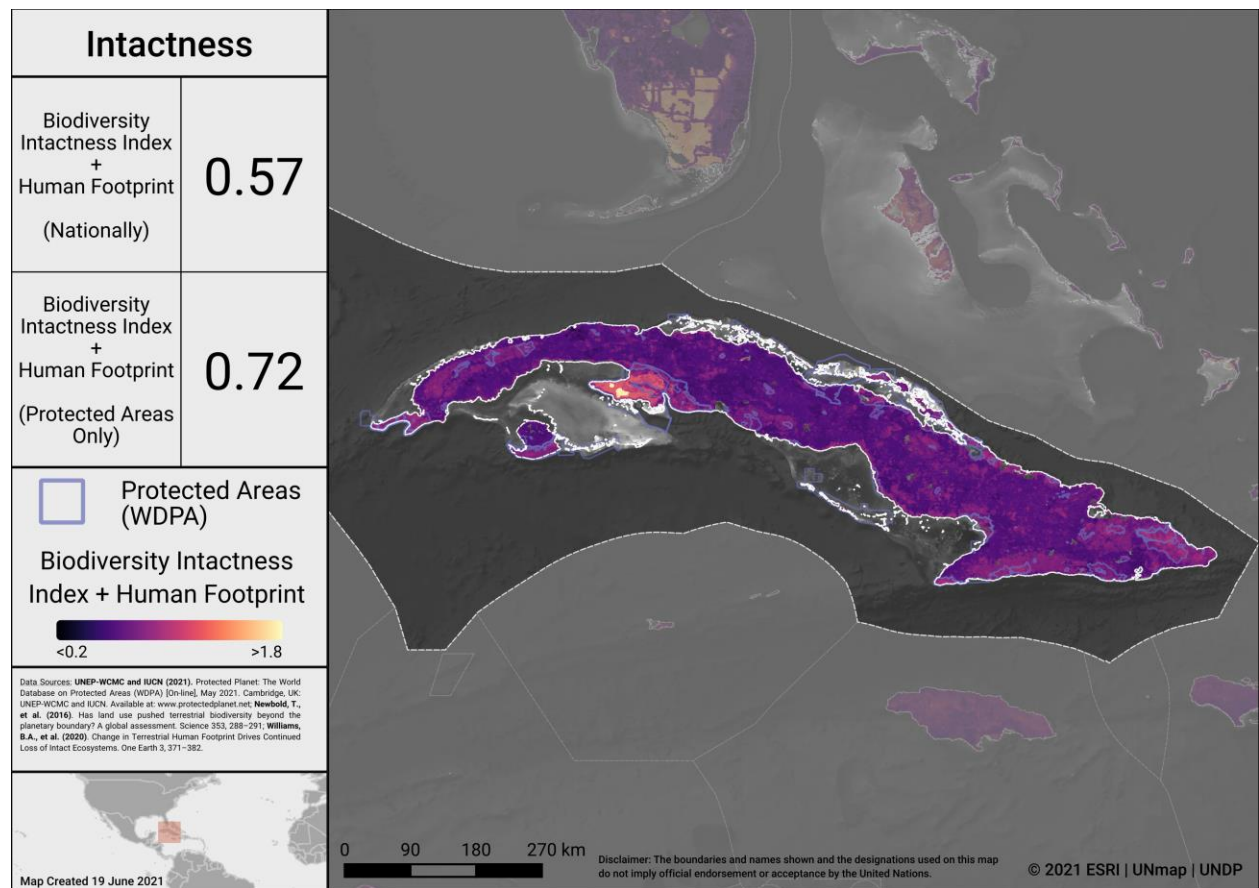 Intactness
Biodiversity
Intactness Index
+
Human Footprint
(Nationally)
0.57
Biodiversity
Intactness Index
+
Human Footprint
(Protected Areas
Only)
0.72
Protected Areas
(WDPA)
Biodiversity Intactness
Index + Human Footprint
<0.2
>1.8
Data Sources: UNEP-WCMC and IUCN (2021). Protected Planet: The World
Database on Protected Areas (WDPA) [On-line], May 2021. Cambridge, UK:
UNEP-WCMC and IUCN. Available at: www.protectedplanet.net; Newbold, T.,
et al. (2016). Has land use pushed terrestrial biodiversity beyond the
planetary boundary? A global assessment. Science 353, 288–291; Williams,
B.A., et al. (2020). Change in Terrestrial Human Footprint Drives Continued
Loss of Intact Ecosystems. One Earth 3, 371–382.
Map Created 19 June 2021
0 90 180 270 km
Disclaimer: The boundaries and names shown and the designations used on this map
do not imply official endorsement or acceptance by the United Nations.
© 2021 ESRI | UNmap | UNDP